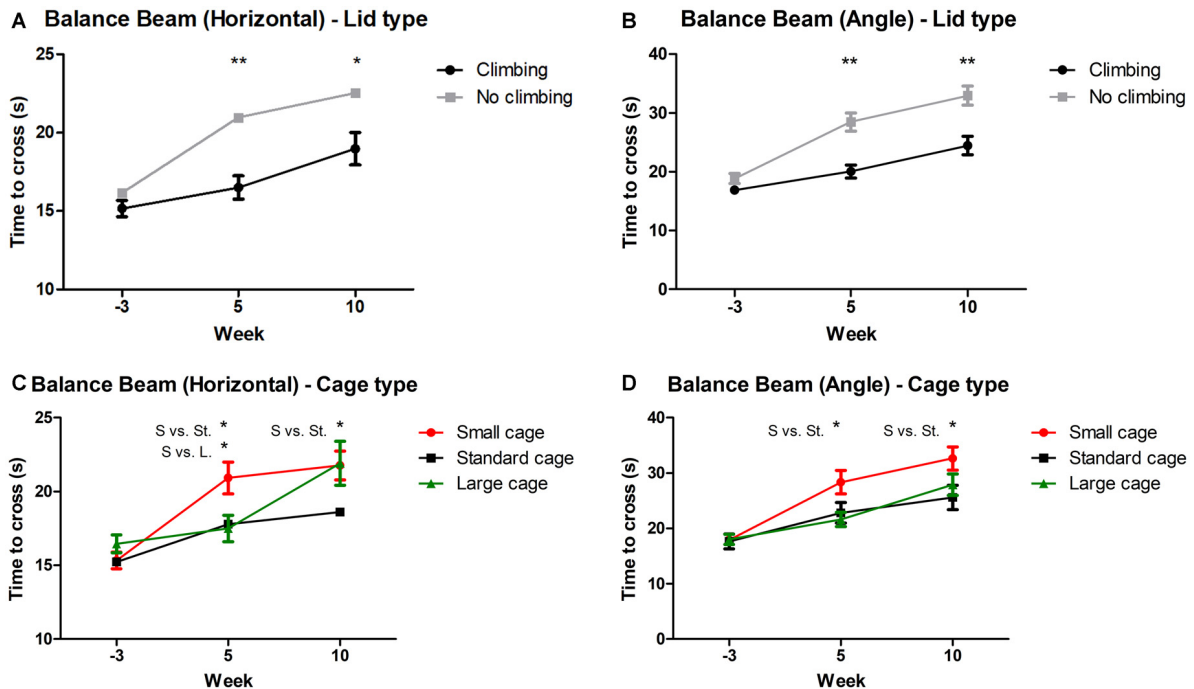 A Balance Beam (Horizontal) - Lid type
25
20
15
10
Time to cross (s)
** *
-3 5 10
Week
Climbing
No climbing
B Balance Beam (Angle) - Lid type
40
30
20
10
0
Time to cross (s)
** **
-3 5 10
Week
Climbing
No climbing
C Balance Beam (Horizontal) - Cage type
25
20
15
10
Time to cross (s)
S vs. St. * S vs. St. *
S vs. L. *
-3 5 10
Week
Small cage
Standard cage
Large cage
D Balance Beam (Angle) - Cage type
40
30
20
10
0
Time to cross (s)
S vs. St. * S vs. St. *
-3 5 10
Week
Small cage
Standard cage
Large cage